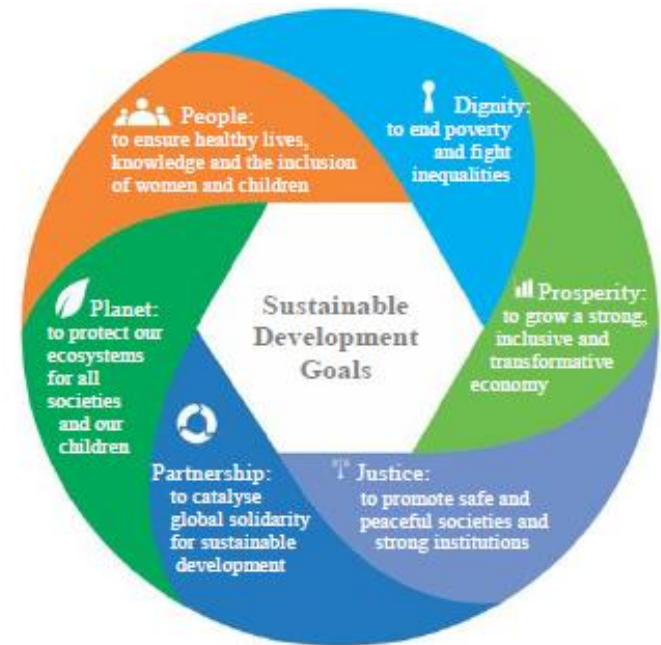 People:
to ensure healthy lives,
knowledge and the inclusion
of women and children
Dignity:
to end poverty
and fight
inequalities
Prosperity:
to grow a strong,
inclusive and
transformative
economy
Justice:
to promote safe and
peaceful societies and
strong institutions
Partnership:
to catalyse
global solidarity
for sustainable
development
Planet:
to protect our
ecosystems
for all
societies
and our
children
Sustainable
Development
Goals